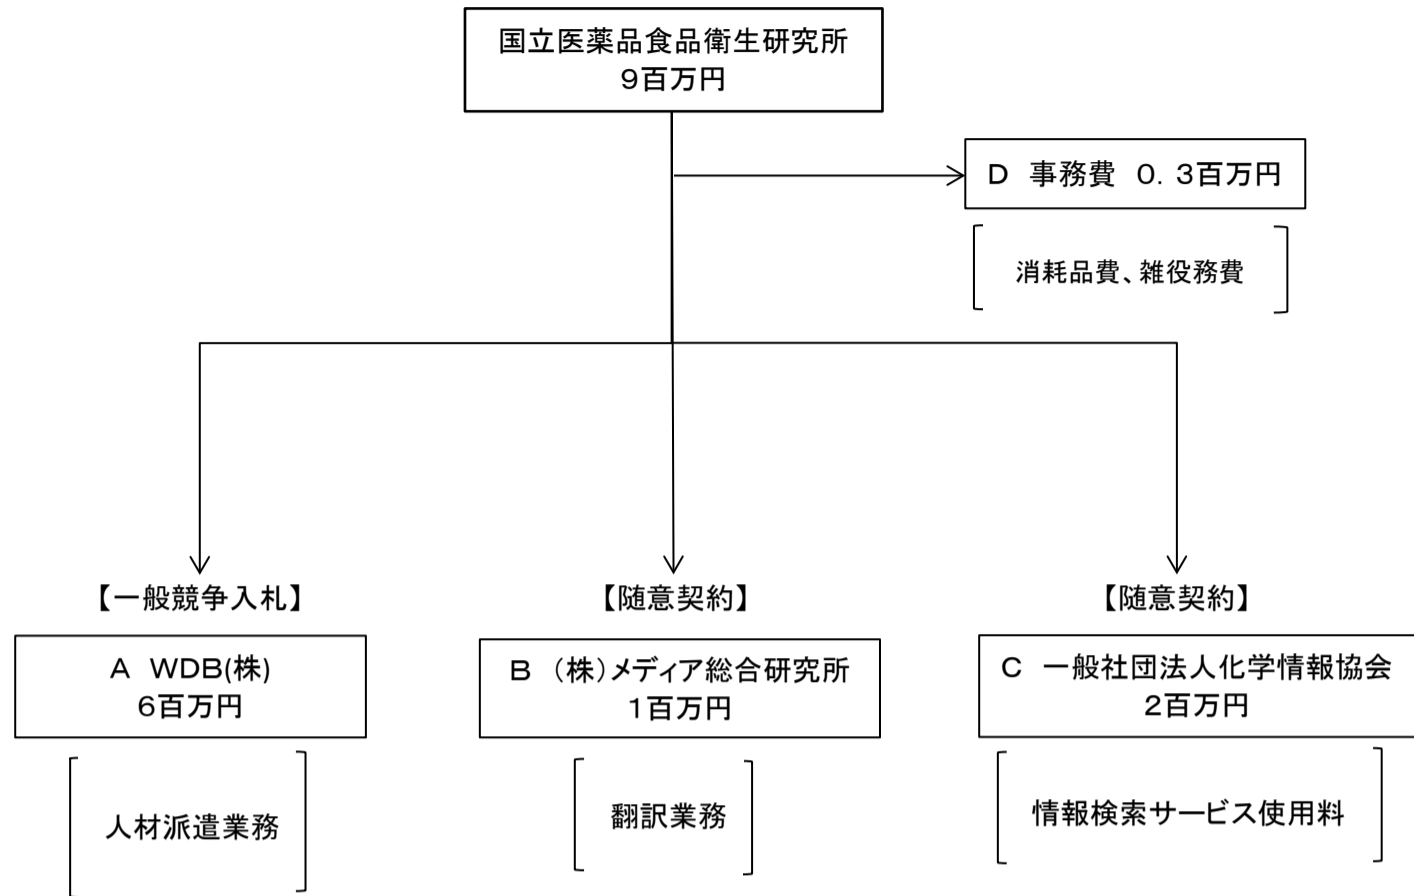 国立医薬品食品衛生研究所
９百万円
Ｄ　事務費　０．３百万円
消耗品費、雑役務費
【一般競争入札】
【随意契約】
【随意契約】
Ａ　WDB(株)
６百万円
Ｂ　（株）メディア総合研究所
１百万円
Ｃ　一般社団法人化学情報協会
２百万円
人材派遣業務
翻訳業務
情報検索サービス使用料